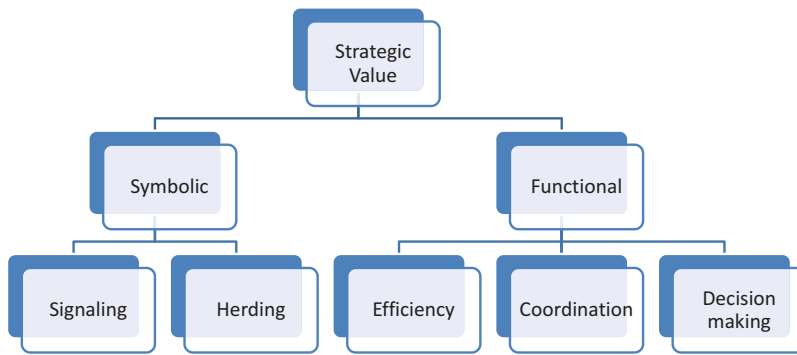 Strategic
Value
Symbolic
Functional
Signaling
Herding
Efficiency
Coordination
Decision
making